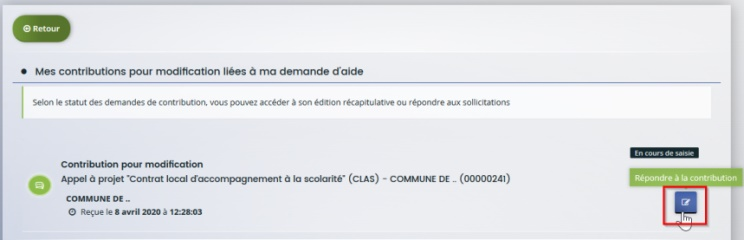 Retour
Mes contributions pour modification liées à ma demande d'aide
Selon le statut des demandes de contribution, vous pouvez accéder à son édition récapitulative ou répondre aux sollicitations
En cours de saisie
Contribution pour modification
Répondre à la contribution
Appel à projet "Contrat local d'accompagnement à la scolarité" (CLAS) - COMMUNE DE .. (00000241)
COMMUNE DE ..
Reçue le 8 avril 2020 à 12:28:03